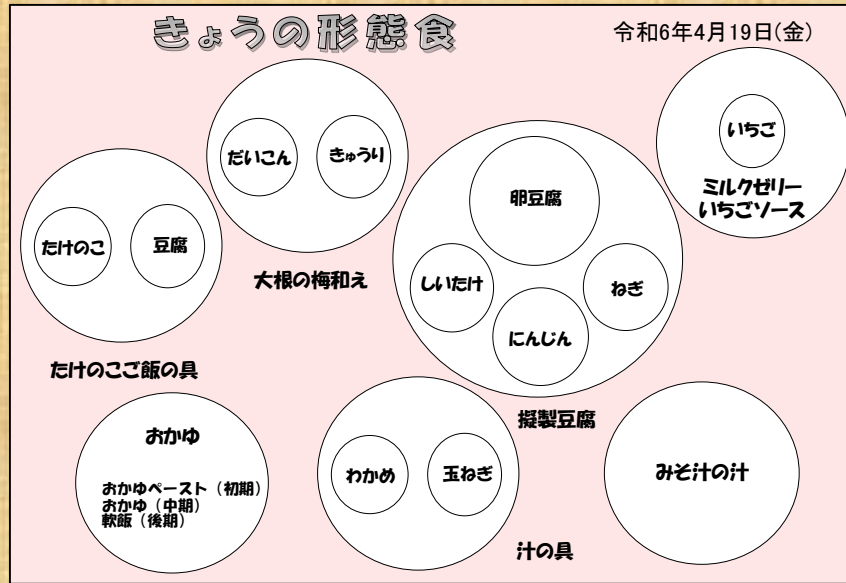 きょうの形態食
令和6年4月19日(金)
たけのこ
豆腐
たけのこご飯の具
だいこん
きゅうり
大根の梅和え
卵豆腐
しいたけ
ねぎ
にんじん
擬製豆腐
いちご
ミルクゼリー
いちごソース
おかゆ
おかゆペースト（初期）
おかゆ（中期）
軟飯（後期）
わかめ
玉ねぎ
汁の具
みそ汁の汁